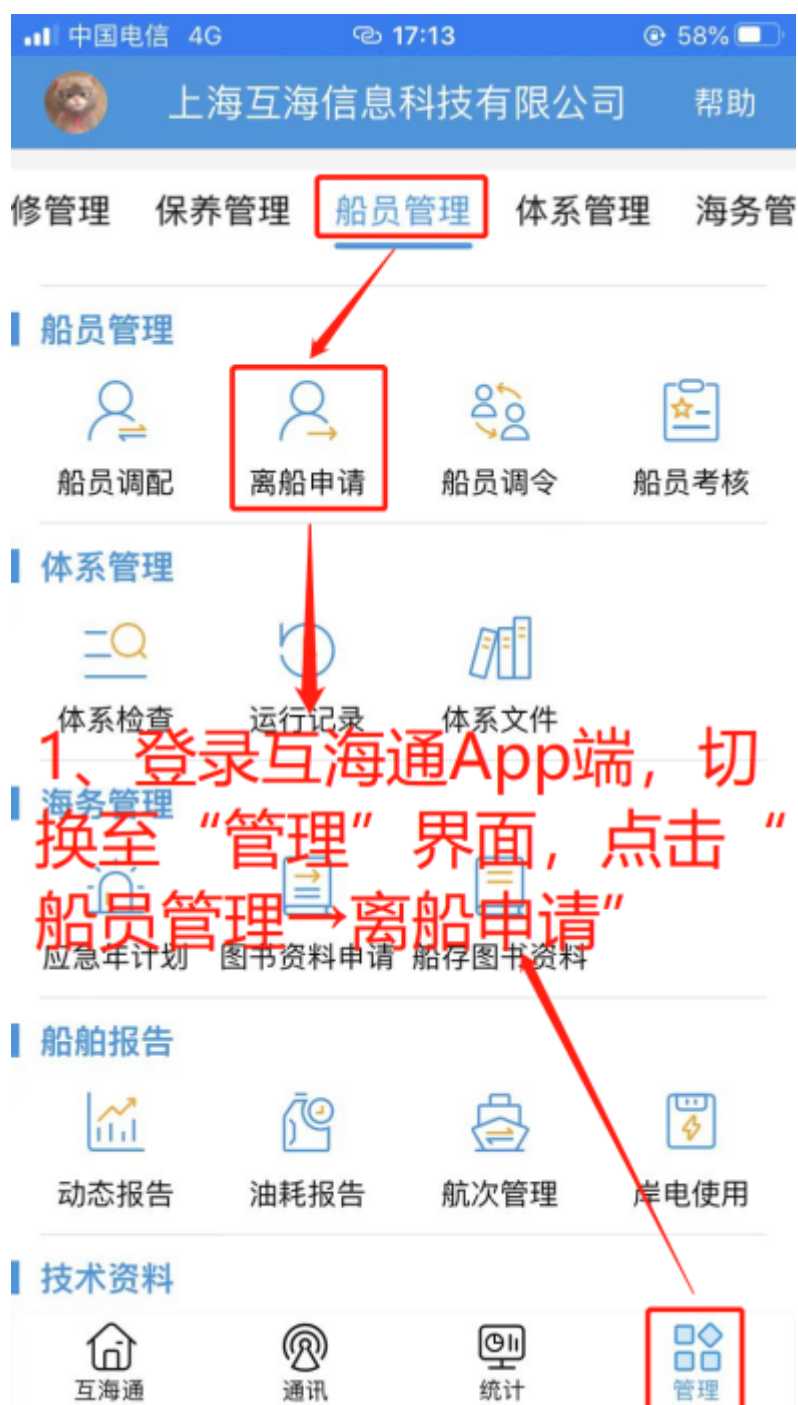 中国电信 4G 17:13 58%
上海互海信息科技有限公司 帮助
修管理 保养管理 船员管理 体系管理 海务管
船员管理
船员调配 离船申请 船员调令 船员考核
体系管理
体系检查 运行记录 体系文件
1、登录互海通App端，切
海务管理
换至“管理”界面，点击“
船员管理→离船申请”
应急年计划 图书资料申请 船存图书资料
船舶报告
动态报告 油耗报告 航次管理 岸电使用
技术资料
互海通 通讯 统计 管理